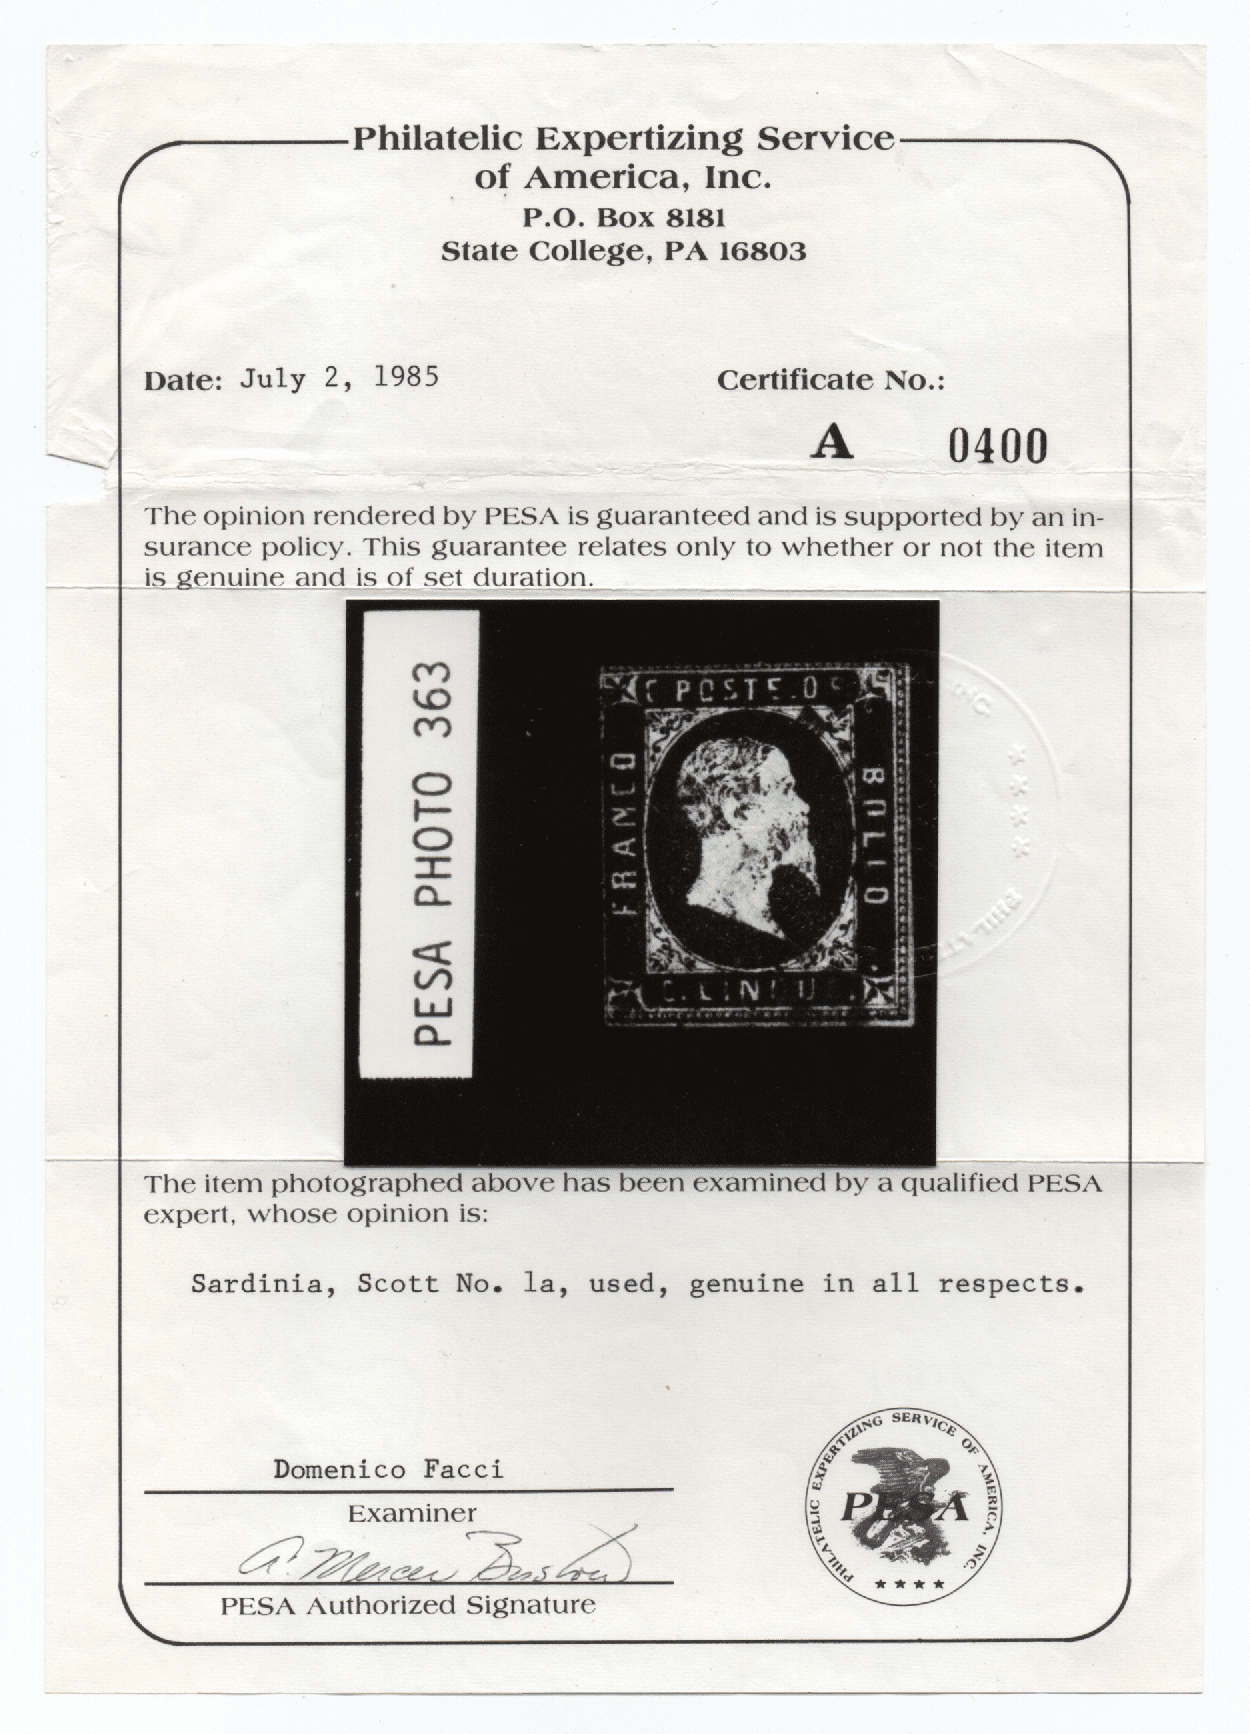 Philatelic Expertizing Service
of America, Inc.
P.O. Box 8181
State College, PA 16803
Date: July 2, 1985
Certificate No.:
A 0400
The opinion rendered by PESA is guaranteed and is supported by an in-
surance policy. This guarantee relates only to whether or not the item
is genuine and is of set duration.
PESA PHOTO 363
C POSTE.
FRANCO
BOLLO
INC.
* * * *
The item photographed above has been examined by a qualified PESA
expert, whose opinion is:
Sardinia, Scott No. 1a, used, genuine in all respects.
Domenico Facci
Examiner
A. Mercer
PESA Authorized Signature
PHILATELIC EXPERTIZING SERVICE OF AMERICA, INC.
PESA
★ ★ ★ ★